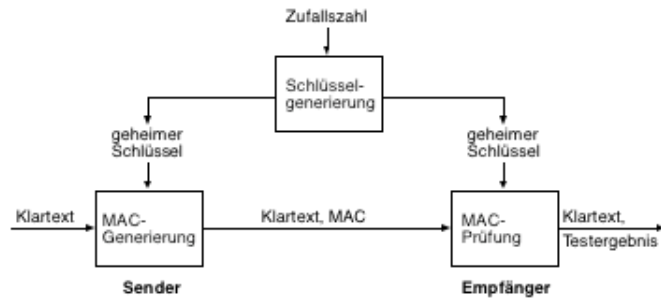 Zufallszahl
Schlüssel-
generierung
geheimer
Schlüssel
geheimer
Schlüssel
Klartext
MAC-
Generierung
Klartext, MAC
MAC-
Prüfung
Klartext,
Testergebnis
Sender
Empfänger